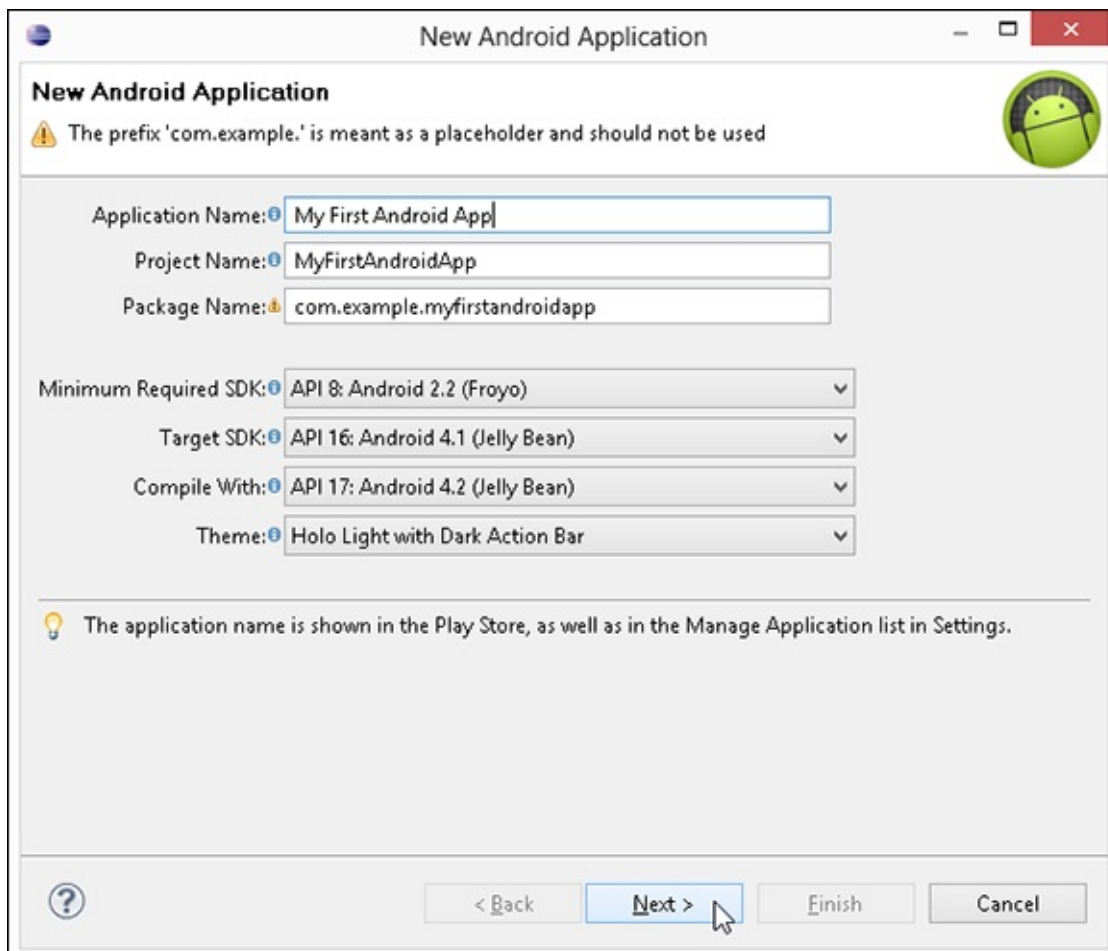 New Android Application
New Android Application
The prefix 'com.example.' is meant as a placeholder and should not be used
Application Name: My First Android App
Project Name: MyFirstAndroidApp
Package Name: com.example.myfirstandroidapp
Minimum Required SDK: API 8: Android 2.2 (Froyo)
Target SDK: API 16: Android 4.1 (Jelly Bean)
Compile With: API 17: Android 4.2 (Jelly Bean)
Theme: Holo Light with Dark Action Bar
The application name is shown in the Play Store, as well as in the Manage Application list in Settings.
? < Back Next > Finish Cancel